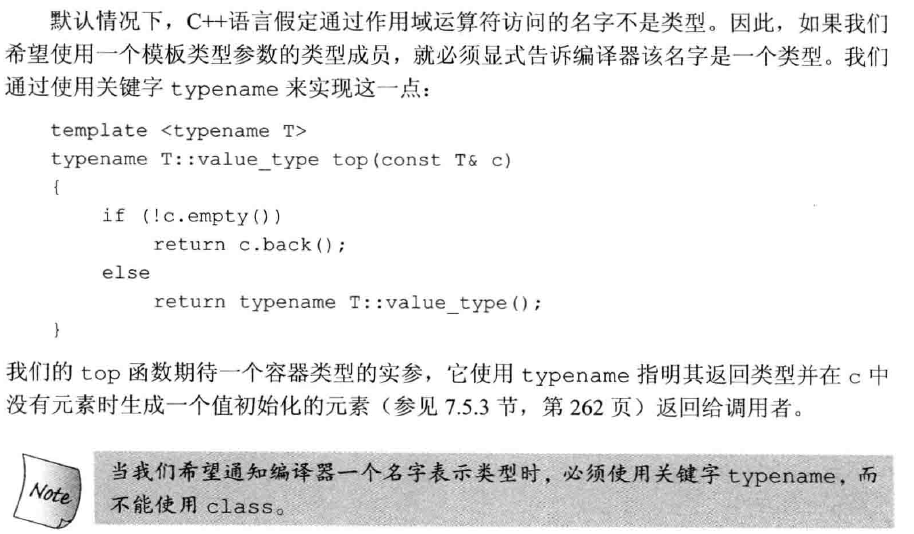 默认情况下，C++语言假定通过作用域运算符访问的名字不是类型。因此，如果我们
希望使用一个模板类型参数的类型成员，就必须显式告诉编译器该名字是一个类型。我们
通过使用关键字 typename 来实现这一点：
template <typename T>
typename T::value_type top(const T& c)
{
    if (!c.empty())
        return c.back();
    else
        return typename T::value_type();
}
我们的 top 函数期待一个容器类型的实参，它使用 typename 指明其返回类型并在 c 中
没有元素时生成一个值初始化的元素（参见 7.5.3 节，第 262 页）返回给调用者。
Note
当我们希望通知编译器一个名字表示类型时，必须使用关键字 typename，而
不能使用 class。